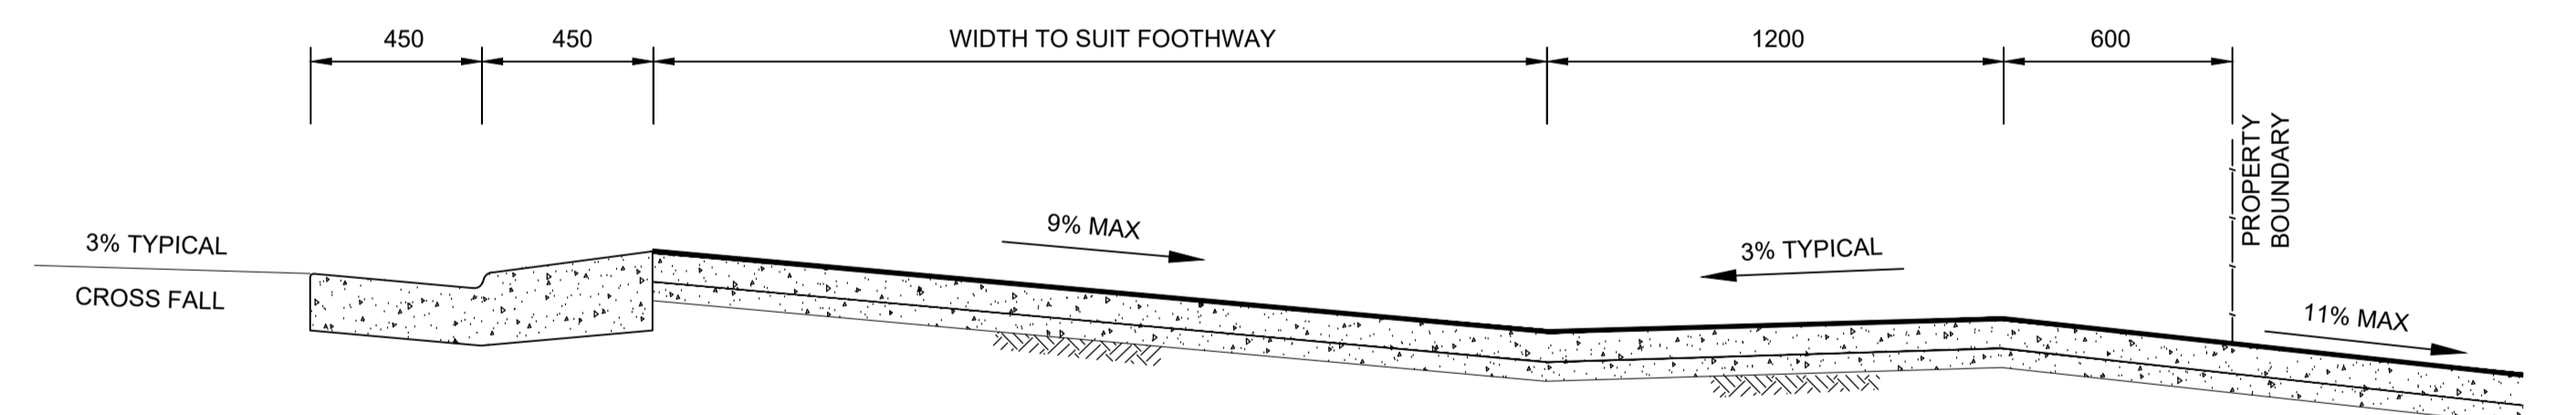 450
450
WIDTH TO SUIT FOOTHWAY
1200
600
PROPERTY
BOUNDARY
3% TYPICAL
CROSS FALL
9% MAX
3% TYPICAL
11% MAX